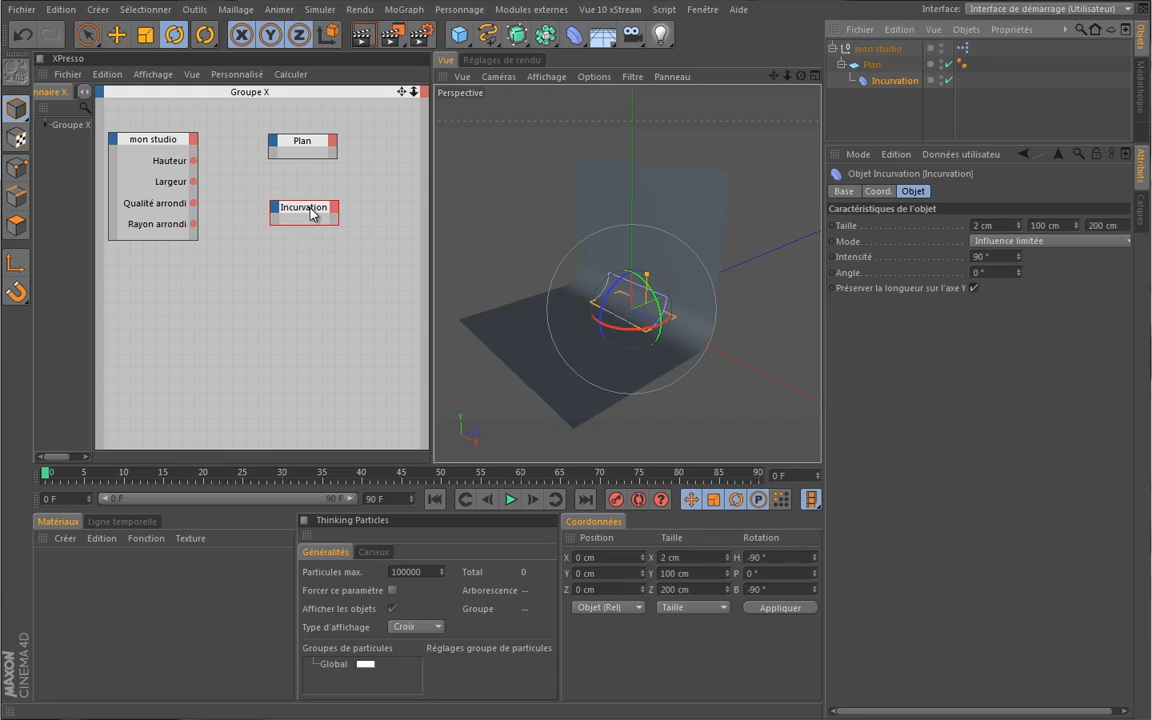 Fichier Edition Créer Sélectionner Outils Maillage Animer Simuler Rendu MoGraph Personnage Modules externes Vue 10 xStream Script Fenêtre Aide Interface: Interface de démarrage (Utilisateur)
XPresso
Fichier Edition Affichage Vue Personnalisé Calculer
nnaire X.
Groupe X
Groupe X
mon studio
Hauteur
Largeur
Qualité arrondi
Rayon arrondi
Plan
Incurvation
Vue Réglages de rendu
Vue Caméras Affichage Options Filtre Panneau
Perspective
Y
X
Fichier Edition Vue Objets Propriétés
mon studio
Plan
Incurvation
Objets
Médiathèque
Mode Edition Données utilisateur
Objet Incurvation [Incurvation]
Base Coord. Objet
Caractéristiques de l'objet
Taille 2 cm 100 cm 200 cm
Mode Influence limitée
Intensité 90 °
Angle 0 °
Préserver la longueur sur l'axe Y
Attributs
Calques
5 10 15 20 25 30 35 40 45 50 55 60 65 70 75 80 85 90 0 F
0 F 0 F 90 F 90 F
Matériaux Ligne temporelle
Créer Edition Fonction Texture
Thinking Particles
Généralités Canaux
Particules max. 100000 Total 0
Forcer ce paramètre Arborescence --
Afficher les objets Groupe --
Type d'affichage Croix
Groupes de particules Réglages groupe de particules
Global
Coordonnées
Position Taille Rotation
X 0 cm X 2 cm H -90 °
Y 0 cm Y 100 cm P 0 °
Z 0 cm Z 200 cm B -90 °
Objet (Rel) Taille Appliquer
MAXON
CINEMA 4D